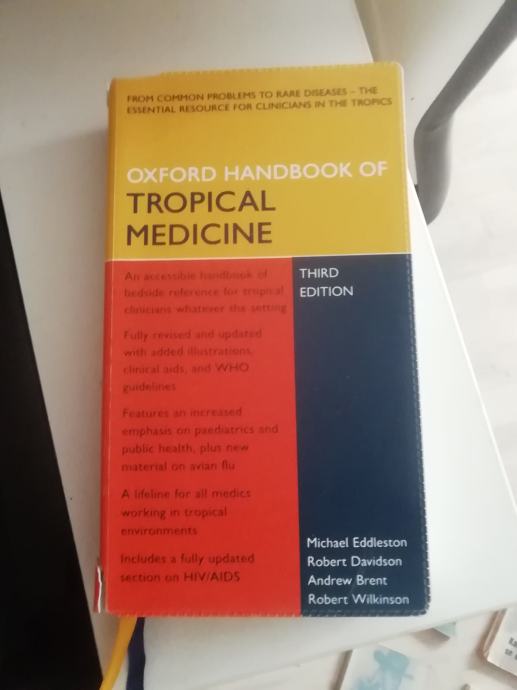 FROM COMMON PROBLEMS TO RARE DISEASES – THE
ESSENTIAL RESOURCE FOR CLINICIANS IN THE TROPICS
OXFORD HANDBOOK OF
TROPICAL
MEDICINE
An accessible handbook of
bedside reference for tropical
clinicians whatever the setting
Fully revised and updated
with added illustrations,
clinical aids, and WHO
guidelines
Features an increased
emphasis on paediatrics and
public health, plus new
material on avian flu
A lifeline for all medics
working in tropical
environments
Includes a fully updated
section on HIV/AIDS
THIRD
EDITION
Michael Eddleston
Robert Davidson
Andrew Brent
Robert Wilkinson